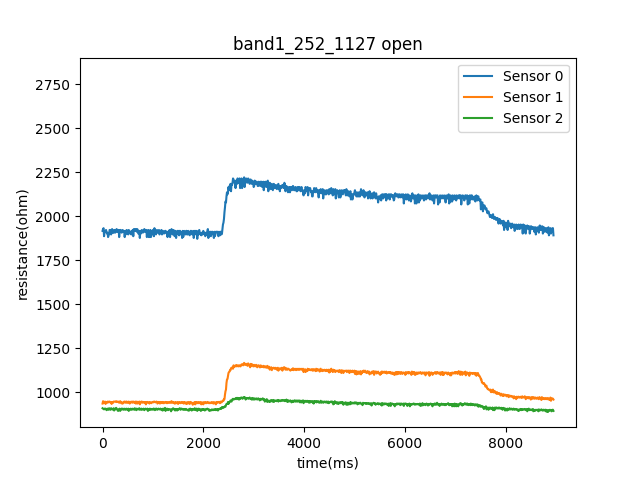 band1_252_1127 open
Sensor 0
Sensor 1
Sensor 2
resistance(ohm)
2750
2500
2250
2000
1750
1500
1250
1000
0 2000 4000 6000 8000
time(ms)